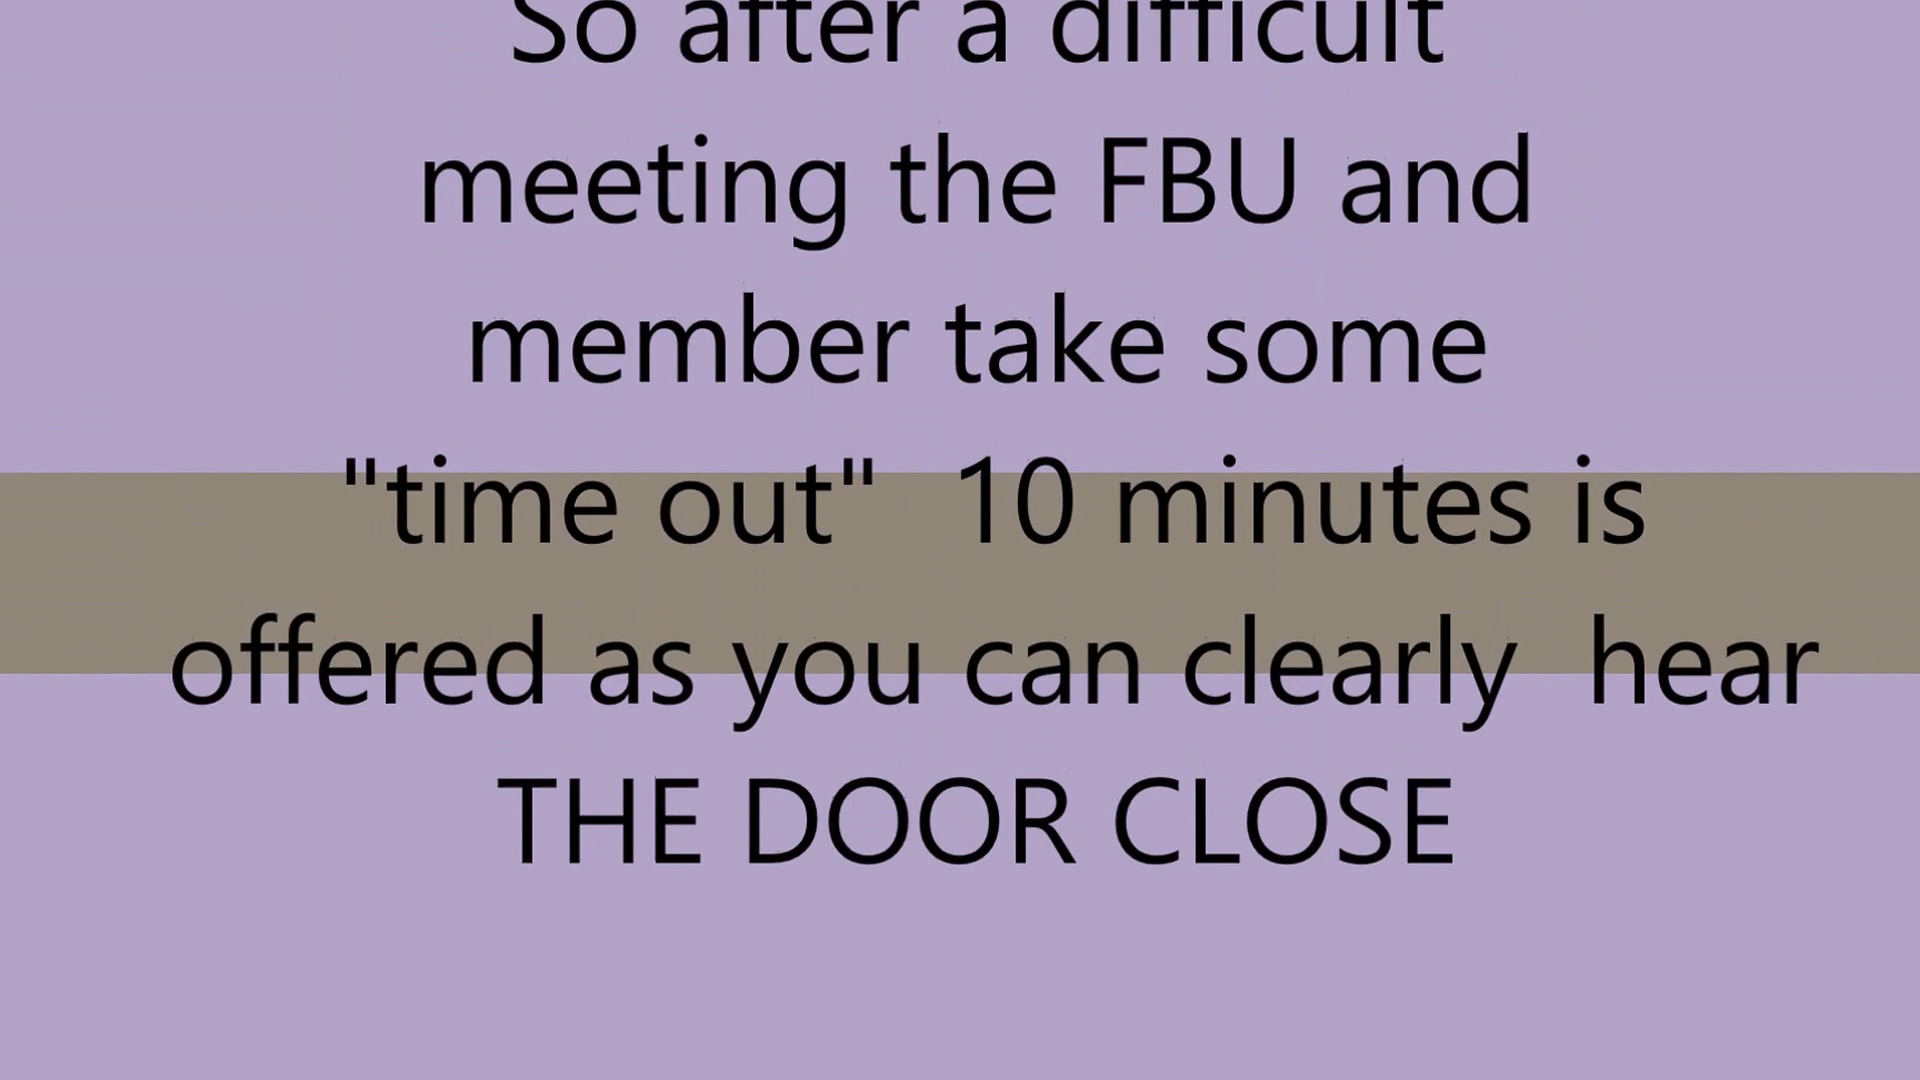 So after a difficult
meeting the FBU and
member take some
"time out"  10 minutes is
offered as you can clearly  hear
THE DOOR CLOSE